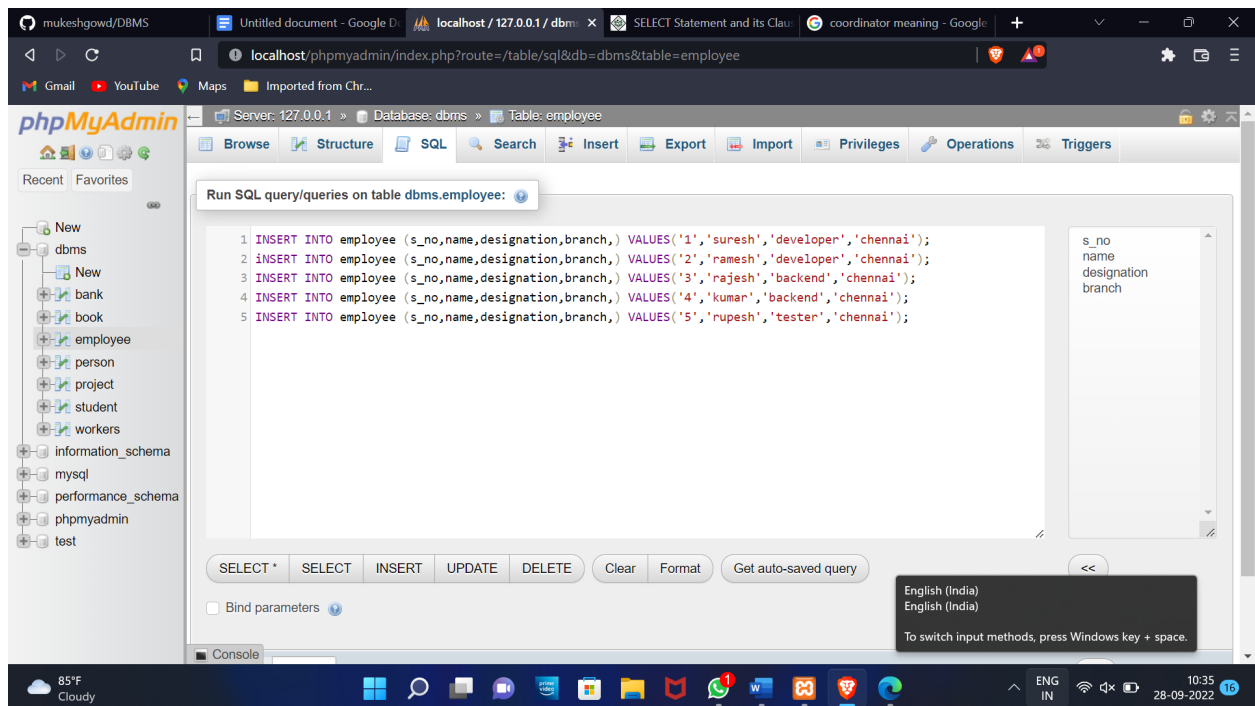 mukeshgowd/DBMS
Untitled document - Google D
localhost / 127.0.0.1 / dbm
SELECT Statement and its Clau
coordinator meaning - Google
localhost/phpmyadmin/index.php?route=/table/sql&db=dbms&table=employee
1
Gmail
YouTube
Maps
Imported from Chr...
phpMyAdmin
Recent Favorites
New
dbms
New
bank
book
employee
person
project
student
workers
information_schema
mysql
performance_schema
phpmyadmin
test
Server: 127.0.0.1 » Database: dbms » Table: employee
Browse Structure SQL Search Insert Export Import Privileges Operations Triggers
Run SQL query/queries on table dbms.employee:
1 INSERT INTO employee (s_no,name,designation,branch,) VALUES('1','suresh','developer','chennai');
2 iNSERT INTO employee (s_no,name,designation,branch,) VALUES('2','ramesh','developer','chennai');
3 INSERT INTO employee (s_no,name,designation,branch,) VALUES('3','rajesh','backend','chennai');
4 INSERT INTO employee (s_no,name,designation,branch,) VALUES('4','kumar','backend','chennai');
5 INSERT INTO employee (s_no,name,designation,branch,) VALUES('5','rupesh','tester','chennai');
s_no
name
designation
branch
SELECT * SELECT INSERT UPDATE DELETE Clear Format Get auto-saved query
<<
Bind parameters
English (India)
English (India)
To switch input methods, press Windows key + space.
Console
85°F
Cloudy
prime video
1
W
ENG
IN
10:35
28-09-2022
16